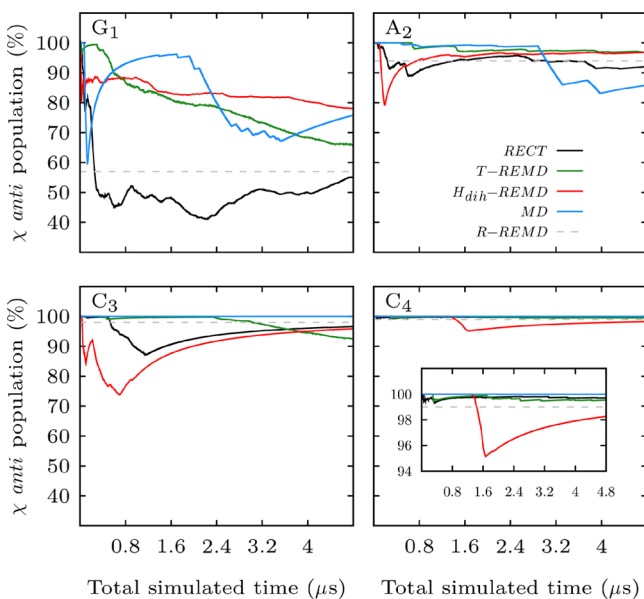 G1
A2
100
90
80
70
60
50
40
χ anti population (%)
RECT
T−REMD
Hdih−REMD
MD
R−REMD
C3
C4
100
90
80
70
60
50
40
χ anti population (%)
100
98
96
94
0.8 1.6 2.4 3.2 4 4.8
0.8 1.6 2.4 3.2 4
0.8 1.6 2.4 3.2 4
Total simulated time (μs)
Total simulated time (μs)